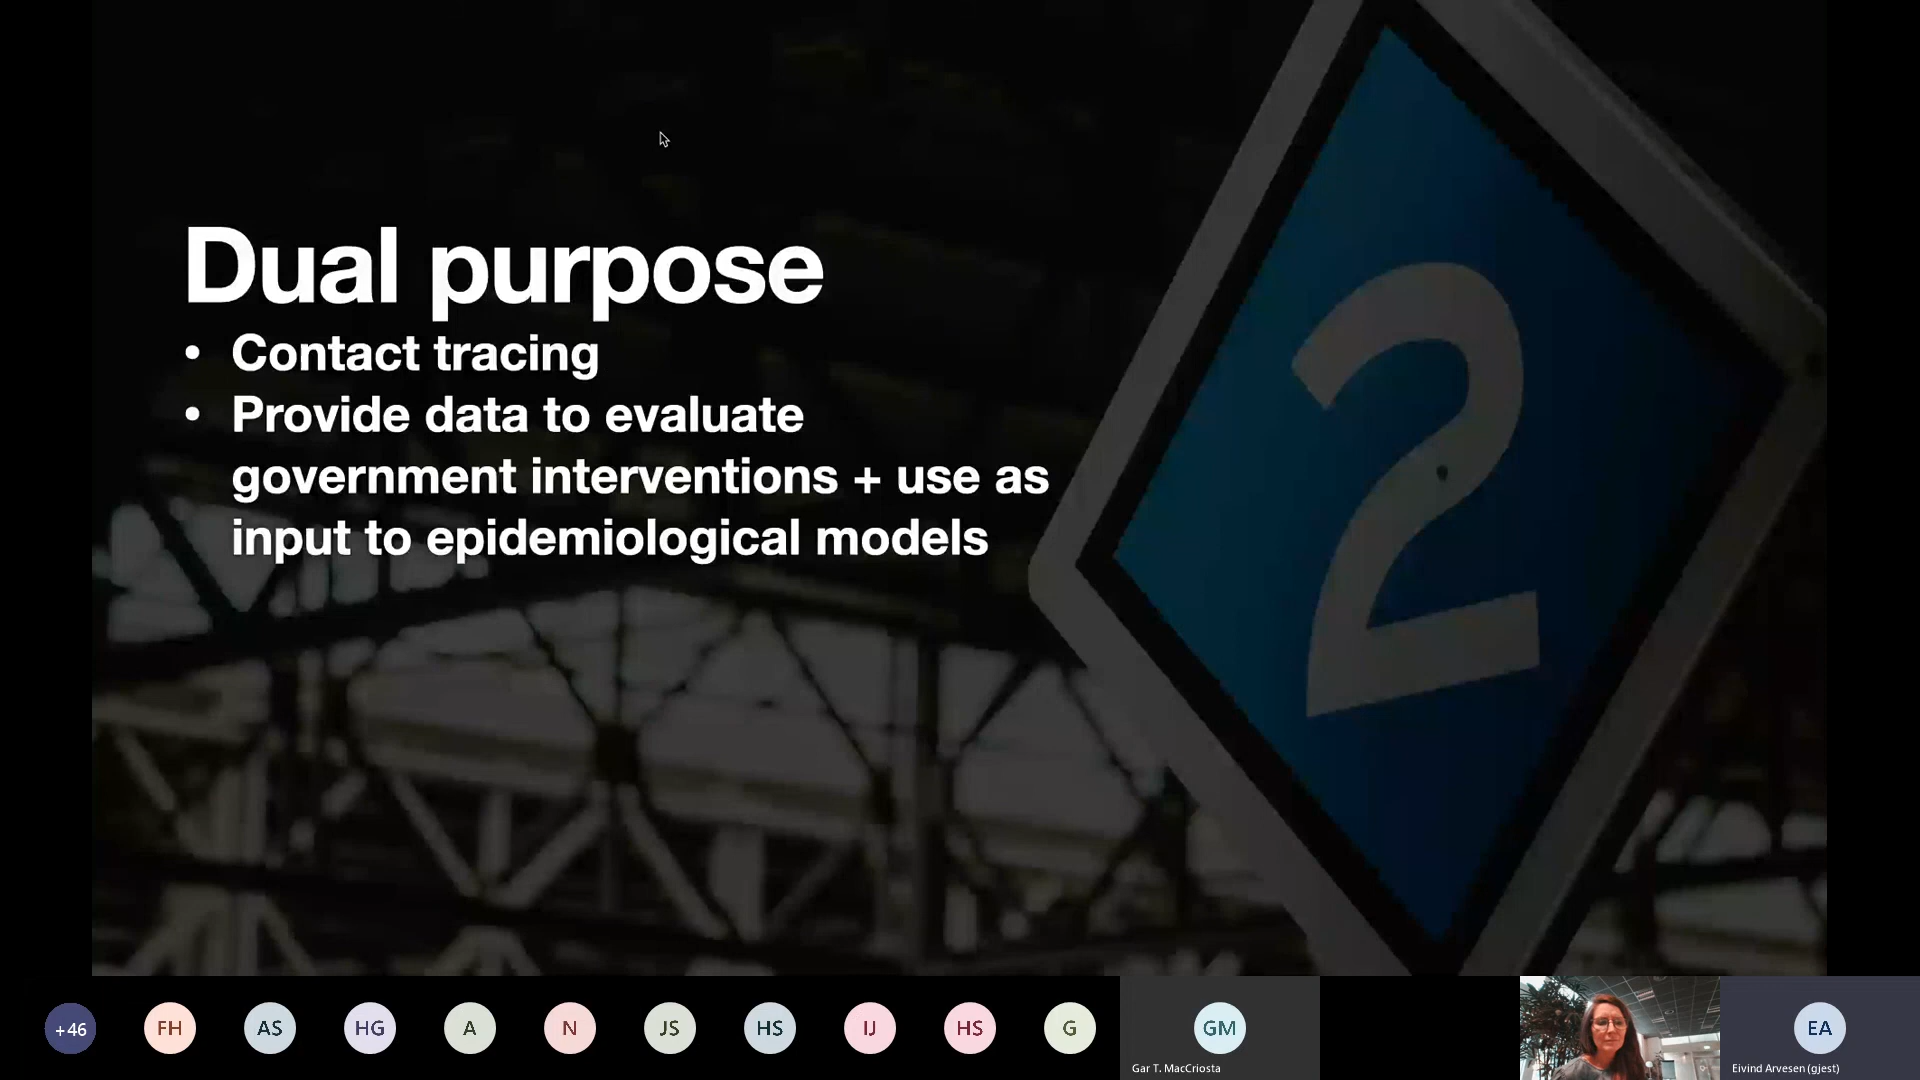 Dual purpose
• Contact tracing
• Provide data to evaluate
government interventions + use as
input to epidemiological models
2
+46
FH
AS
HG
A
N
JS
HS
IJ
HS
G
GM
Gar T. MacCriosta
EA
Eivind Arvesen (gjest)